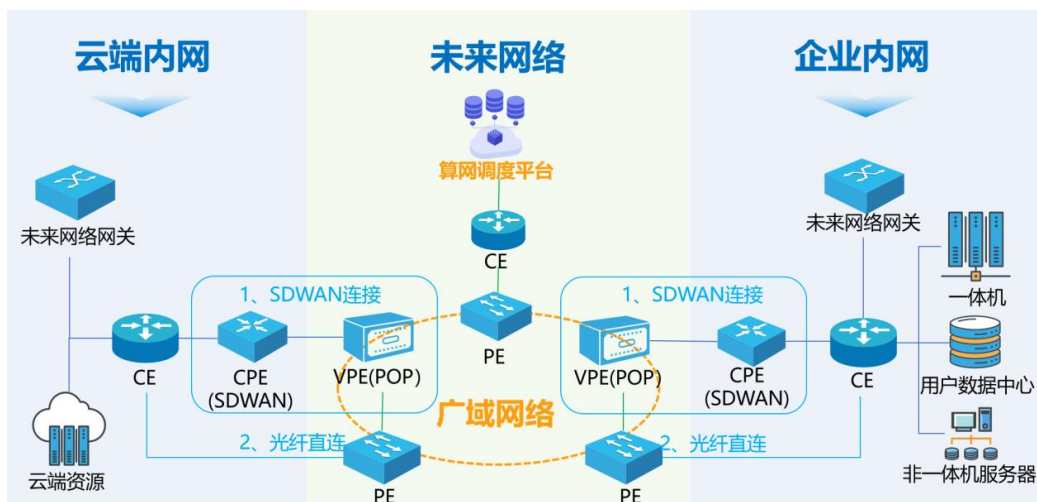 云端内网
未来网络
企业内网
算网调度平台
未来网络网关
未来网络网关
CE
一体机
1、SDWAN连接
1、SDWAN连接
PE
CE
CPE
(SDWAN)
VPE(POP)
VPE(POP)
CPE
(SDWAN)
CE
用户数据中心
广域网络
2、光纤直连
2、光纤直连
云端资源
PE
PE
非一体机服务器